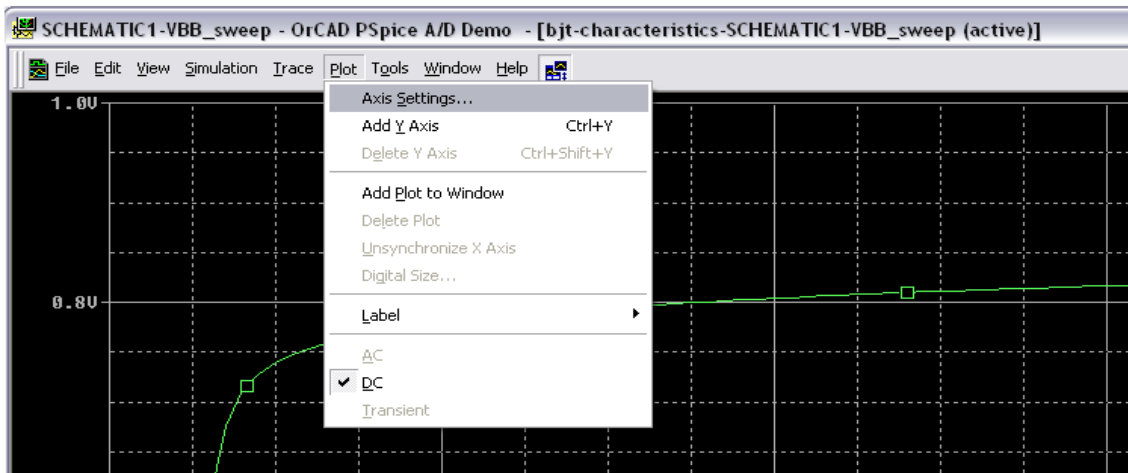 SCHEMATIC1-VBB_sweep - OrCAD PSpice A/D Demo - [bjt-characteristics-SCHEMATIC1-VBB_sweep (active)]
File Edit View Simulation Trace Plot Tools Window Help
1.0V
Axis Settings...
Add Y Axis Ctrl+Y
Delete Y Axis Ctrl+Shift+Y
Add Plot to Window
Delete Plot
Unsynchronize X Axis
Digital Size...
0.8V
Label
AC
DC
Transient